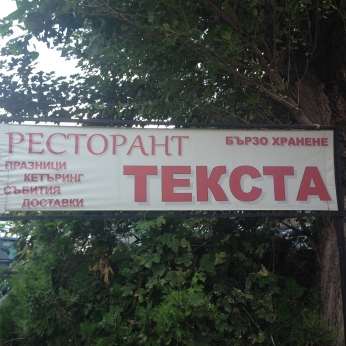 РЕСТОРАНТ
БЪРЗО ХРАНЕНЕ
ПРАЗНИЦИ
КЕТЪРИНГ
СЪБИТИЯ
ДОСТАВКИ
ТЕКСТА